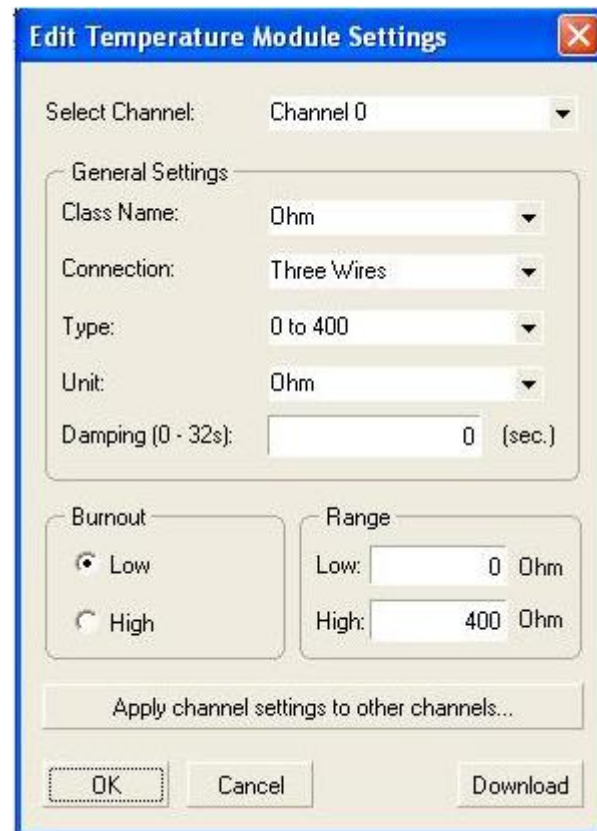 Edit Temperature Module Settings
Select Channel: Channel 0
General Settings
Class Name: Ohm
Connection: Three Wires
Type: 0 to 400
Unit: Ohm
Damping (0 - 32s): 0 (sec.)
Burnout
Low
High
Range
Low: 0 Ohm
High: 400 Ohm
Apply channel settings to other channels...
OK Cancel Download